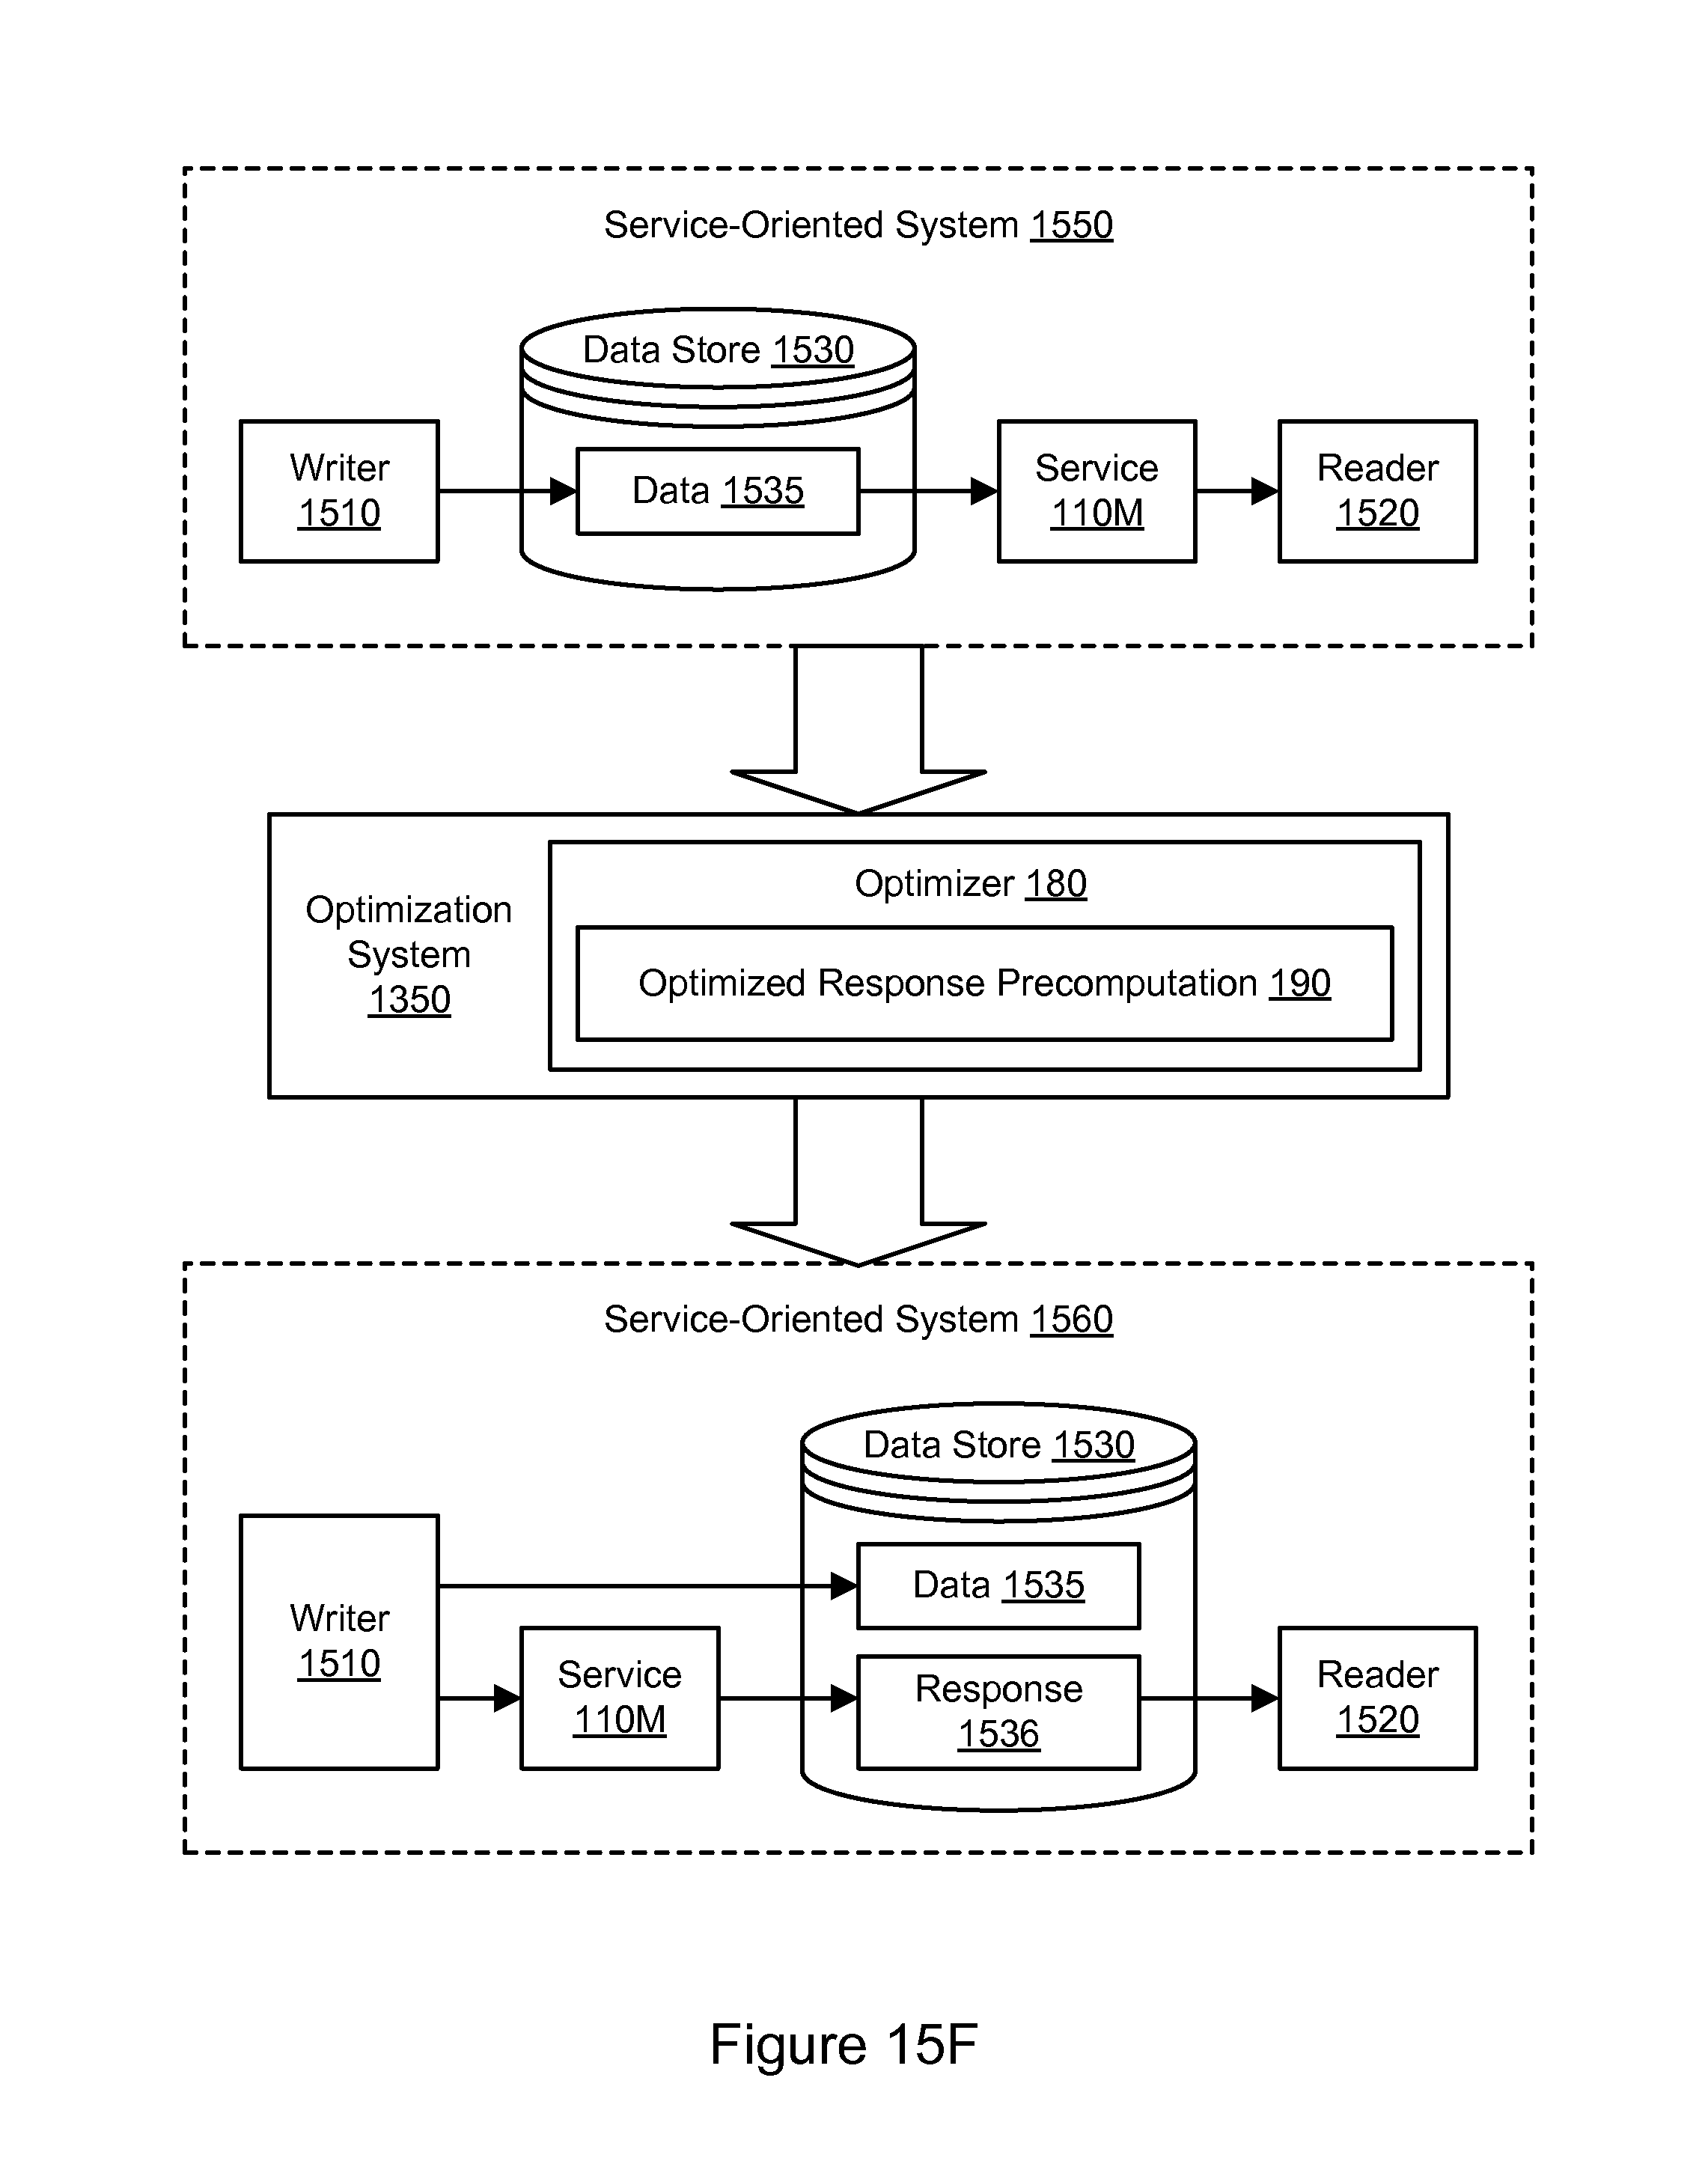 Service-Oriented System 1550
Data Store 1530
Writer
1510
Data 1535
Service
110M
Reader
1520
Optimization
System
1350
Optimizer 180
Optimized Response Precomputation 190
Service-Oriented System 1560
Data Store 1530
Writer
1510
Data 1535
Service
110M
Response
1536
Reader
1520
Figure 15F